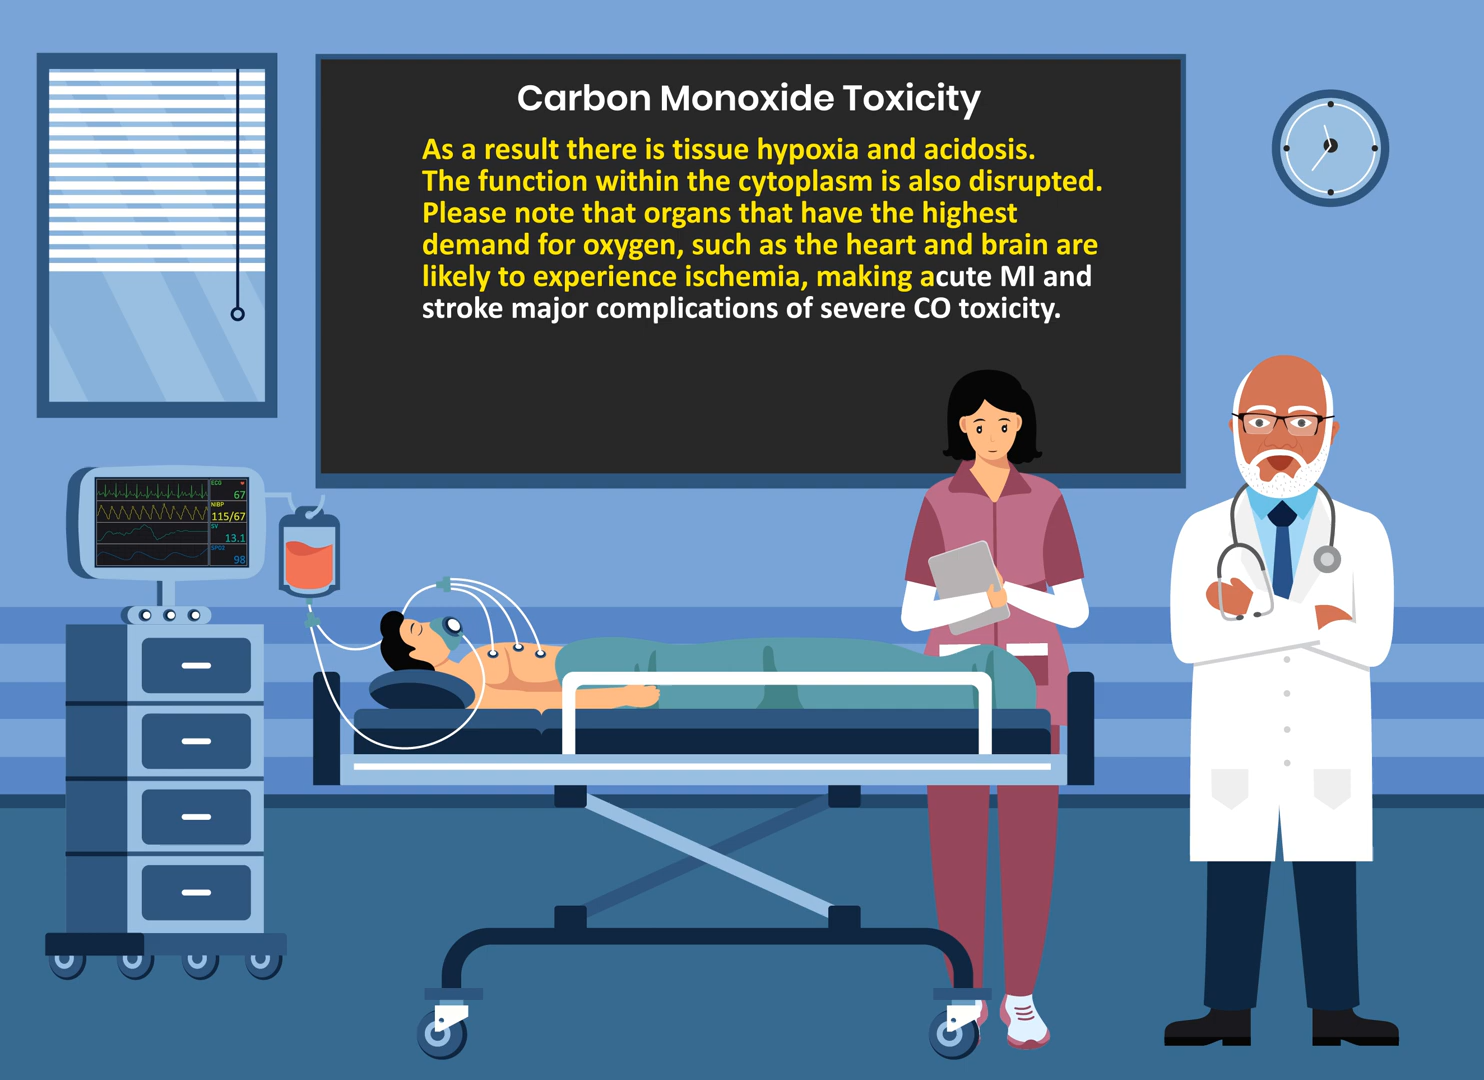 Carbon Monoxide Toxicity
As a result there is tissue hypoxia and acidosis.
The function within the cytoplasm is also disrupted.
Please note that organs that have the highest
demand for oxygen, such as the heart and brain are
likely to experience ischemia, making acute MI and
stroke major complications of severe CO toxicity.
ECG
67
NIBP
115/67
SV
13.1
SPO2
98